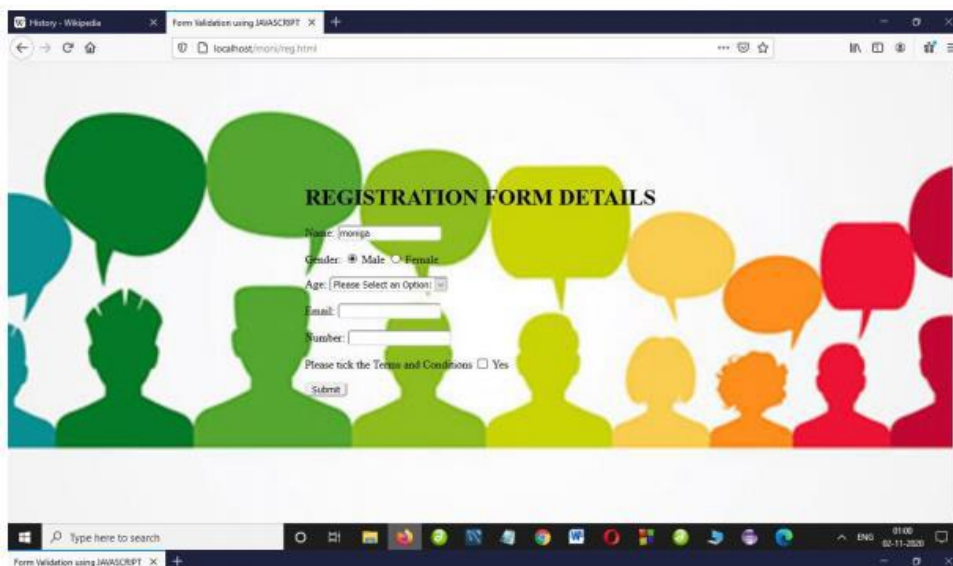 History - Wikipedia
Form Validation using JAVASCRIPT
localhost/moni/reg.html
REGISTRATION FORM DETAILS
Name: moniga
Gender: Male Female
Age: Please Select an Option:
Email:
Number:
Please tick the Terms and Conditions Yes
Submit
Type here to search
ENG
01:00
02-11-2020
Form Validation using JAVASCRIPT